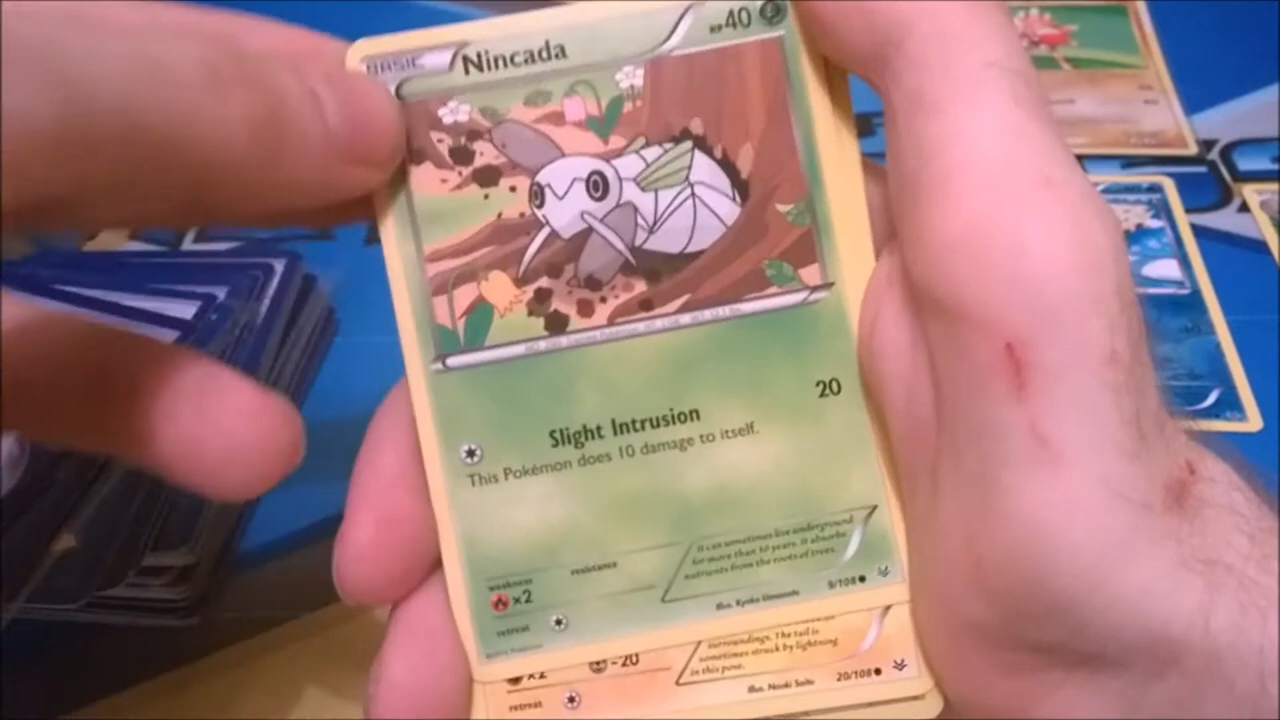 BASIC Nincada HP40
Slight Intrusion 20
This Pokémon does 10 damage to itself.
It can sometimes live underground
for more than 10 years. It absorbs
nutrients from the roots of trees.
weakness resistance
×2
9/108
retreat
Illus. Kyoko Umemoto
surroundings. The tail is
sometimes struck by lightning
in this pose.
×2 -20
20/108
retreat
Illus. Naoki Saito